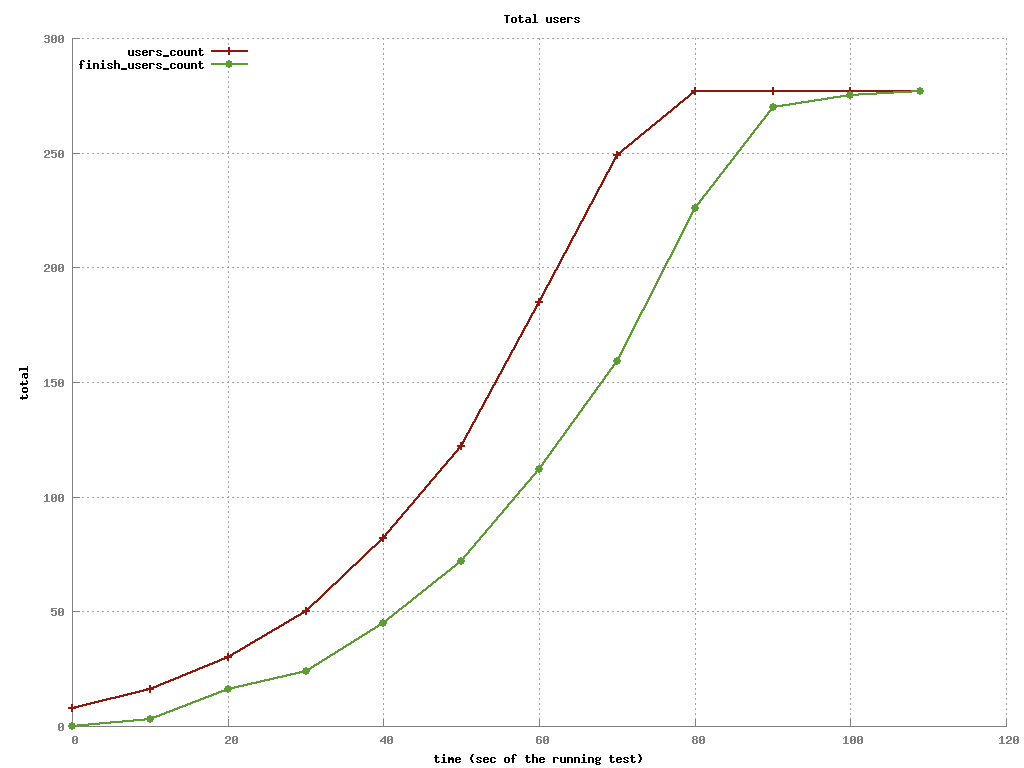 Total users
300
users_count
finish_users_count
250
200
150
total
100
50
0
0 20 40 60 80 100 120
time (sec of the running test)